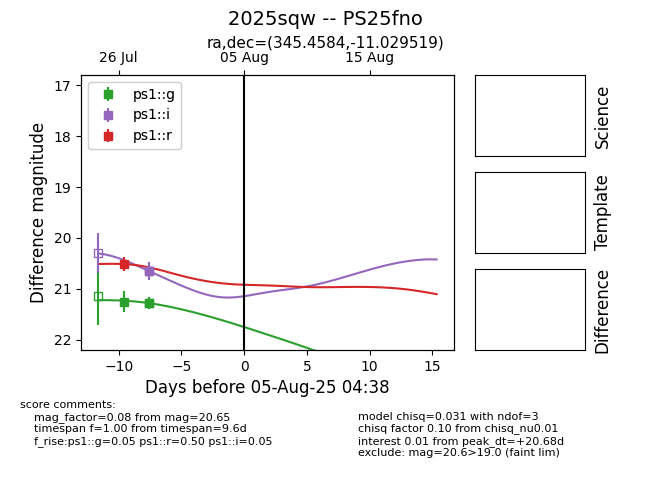 2025sqw -- PS25fno
ra,dec=(345.4584,-11.029519)
26 Jul 05 Aug 15 Aug
17
18
19
20
21
22
Difference magnitude
ps1::g
ps1::i
ps1::r
−10 −5 0 5 10 15
Days before 05-Aug-25 04:38
Science
Template
Difference
score comments:
mag_factor=0.08 from mag=20.65
timespan f=1.00 from timespan=9.6d
f_rise:ps1::g=0.05 ps1::r=0.50 ps1::i=0.05
model chisq=0.031 with ndof=3
chisq factor 0.10 from chisq_nu0.01
interest 0.01 from peak_dt=+20.68d
exclude: mag=20.6>19.0 (faint lim)